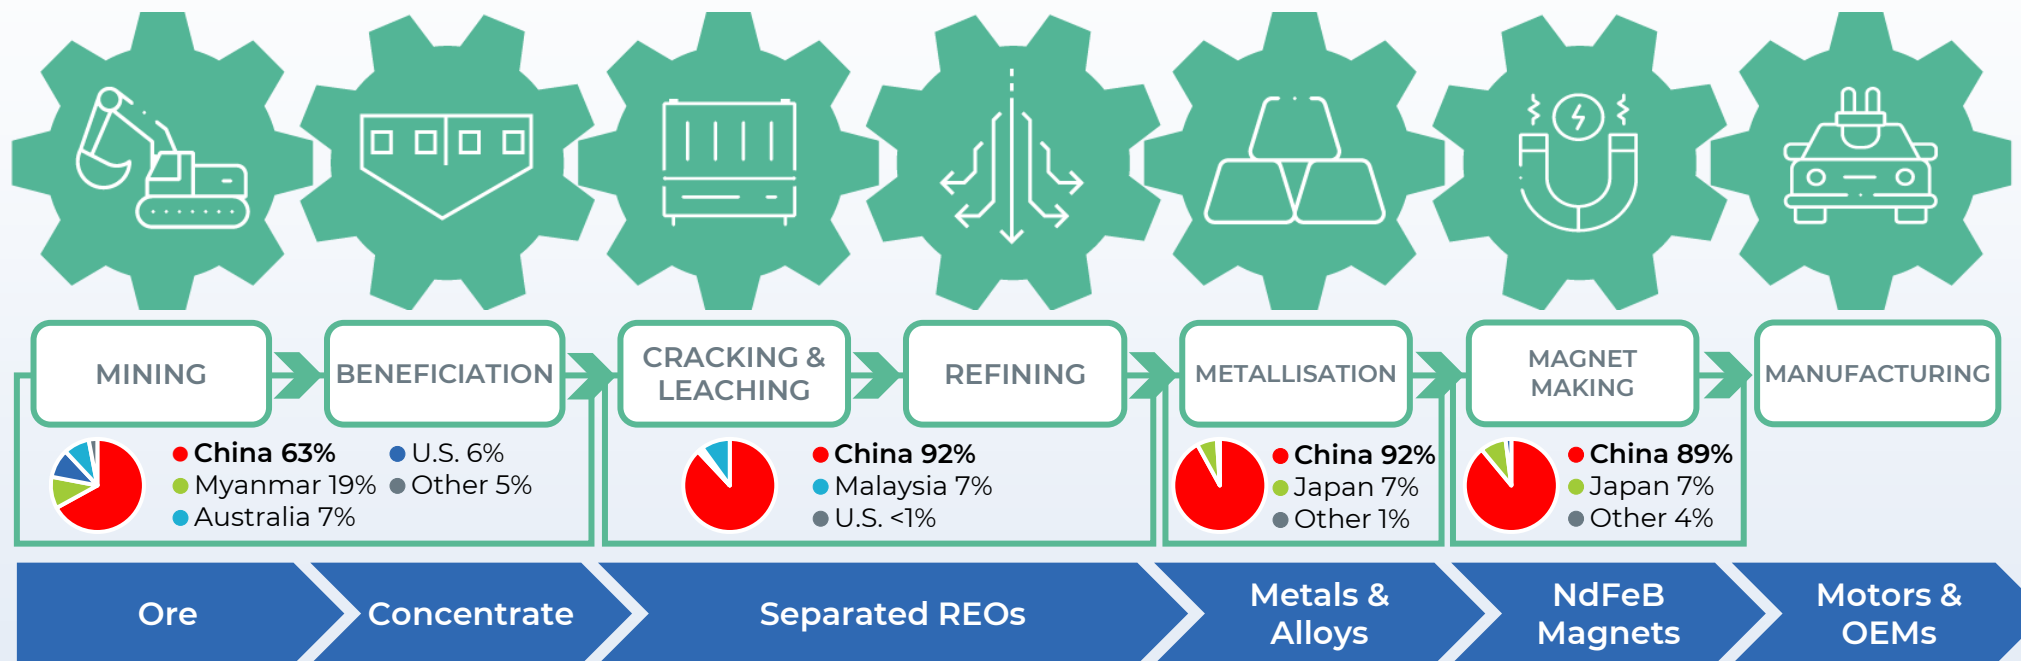 MINING
BENEFICIATION
CRACKING &
LEACHING
REFINING
METALLISATION
MAGNET
MAKING
MANUFACTURING
China 63%
Myanmar 19%
Australia 7%
U.S. 6%
Other 5%
China 92%
Malaysia 7%
U.S. <1%
China 92%
Japan 7%
Other 1%
China 89%
Japan 7%
Other 4%
Ore
Concentrate
Separated REOs
Metals &
Alloys
NdFeB
Magnets
Motors &
OEMs